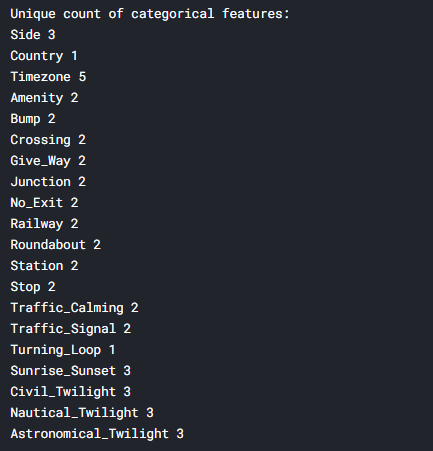 Unique count of categorical features:
Side 3
Country 1
Timezone 5
Amenity 2
Bump 2
Crossing 2
Give_Way 2
Junction 2
No_Exit 2
Railway 2
Roundabout 2
Station 2
Stop 2
Traffic_Calming 2
Traffic_Signal 2
Turning_Loop 1
Sunrise_Sunset 3
Civil_Twilight 3
Nautical_Twilight 3
Astronomical_Twilight 3